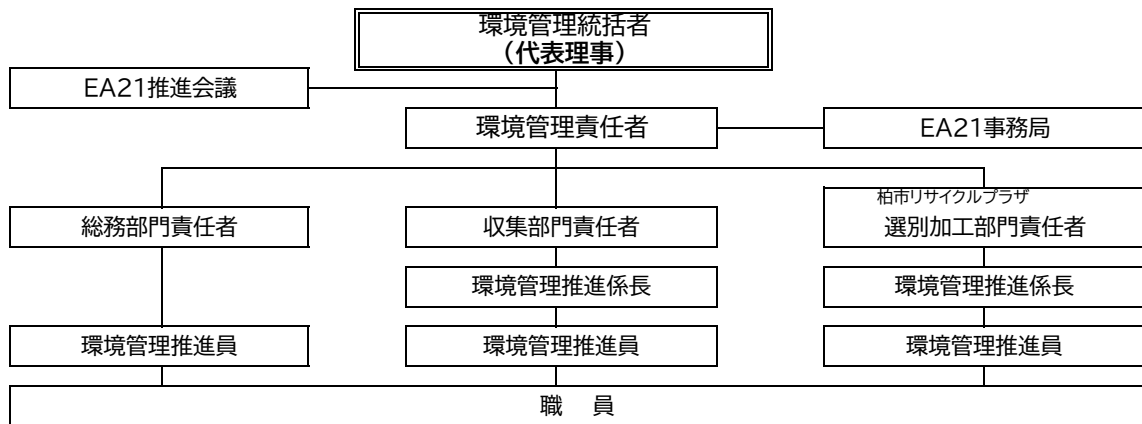 環境管理統括者
（代表理事）
EA21推進会議
環境管理責任者
EA21事務局
総務部門責任者
収集部門責任者
柏市リサイクルプラザ
選別加工部門責任者
環境管理推進係長
環境管理推進係長
環境管理推進員
環境管理推進員
環境管理推進員
職　員